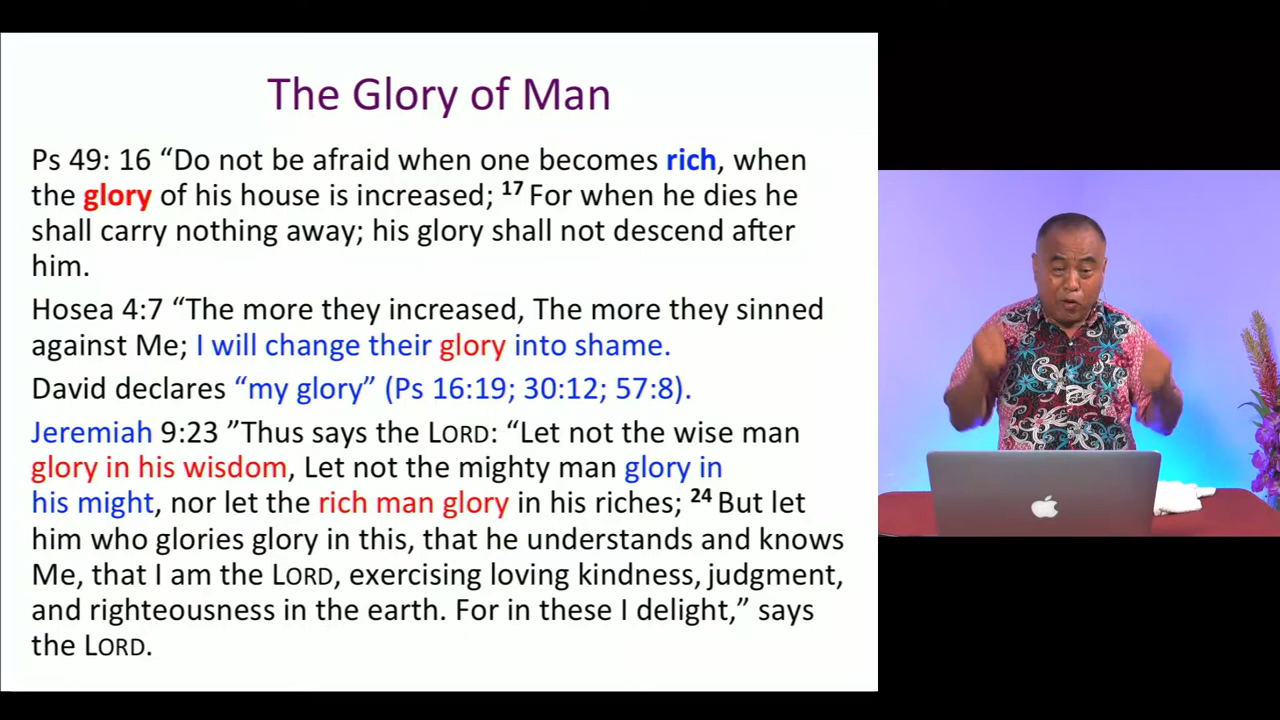 The Glory of Man
Ps 49: 16 “Do not be afraid when one becomes rich, when
the glory of his house is increased; 17 For when he dies he
shall carry nothing away; his glory shall not descend after
him.
Hosea 4:7 “The more they increased, The more they sinned
against Me; I will change their glory into shame.
David declares “my glory” (Ps 16:19; 30:12; 57:8).
Jeremiah 9:23 ”Thus says the LORD: “Let not the wise man
glory in his wisdom, Let not the mighty man glory in
his might, nor let the rich man glory in his riches; 24 But let
him who glories glory in this, that he understands and knows
Me, that I am the LORD, exercising loving kindness, judgment,
and righteousness in the earth. For in these I delight,” says
the LORD.